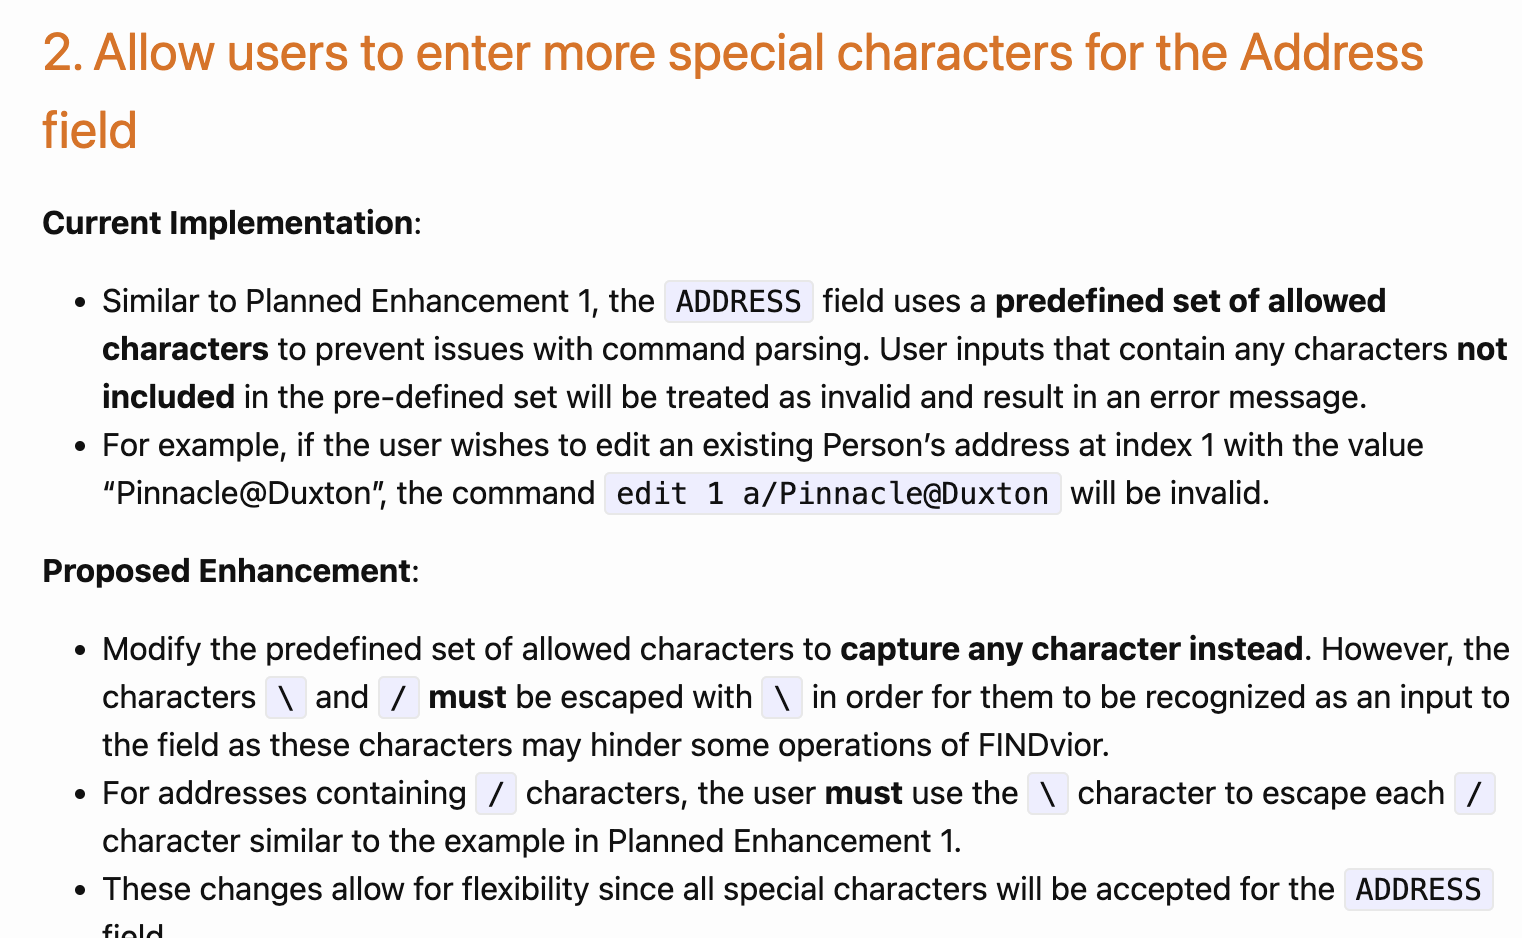 2. Allow users to enter more special characters for the Address
field
Current Implementation:
• Similar to Planned Enhancement 1, the ADDRESS field uses a predefined set of allowed
characters to prevent issues with command parsing. User inputs that contain any characters not
included in the pre-defined set will be treated as invalid and result in an error message.
• For example, if the user wishes to edit an existing Person’s address at index 1 with the value
“Pinnacle@Duxton”, the command edit 1 a/Pinnacle@Duxton will be invalid.
Proposed Enhancement:
• Modify the predefined set of allowed characters to capture any character instead. However, the
characters \ and / must be escaped with \ in order for them to be recognized as an input to
the field as these characters may hinder some operations of FINDvior.
• For addresses containing / characters, the user must use the \ character to escape each /
character similar to the example in Planned Enhancement 1.
• These changes allow for flexibility since all special characters will be accepted for the ADDRESS
field